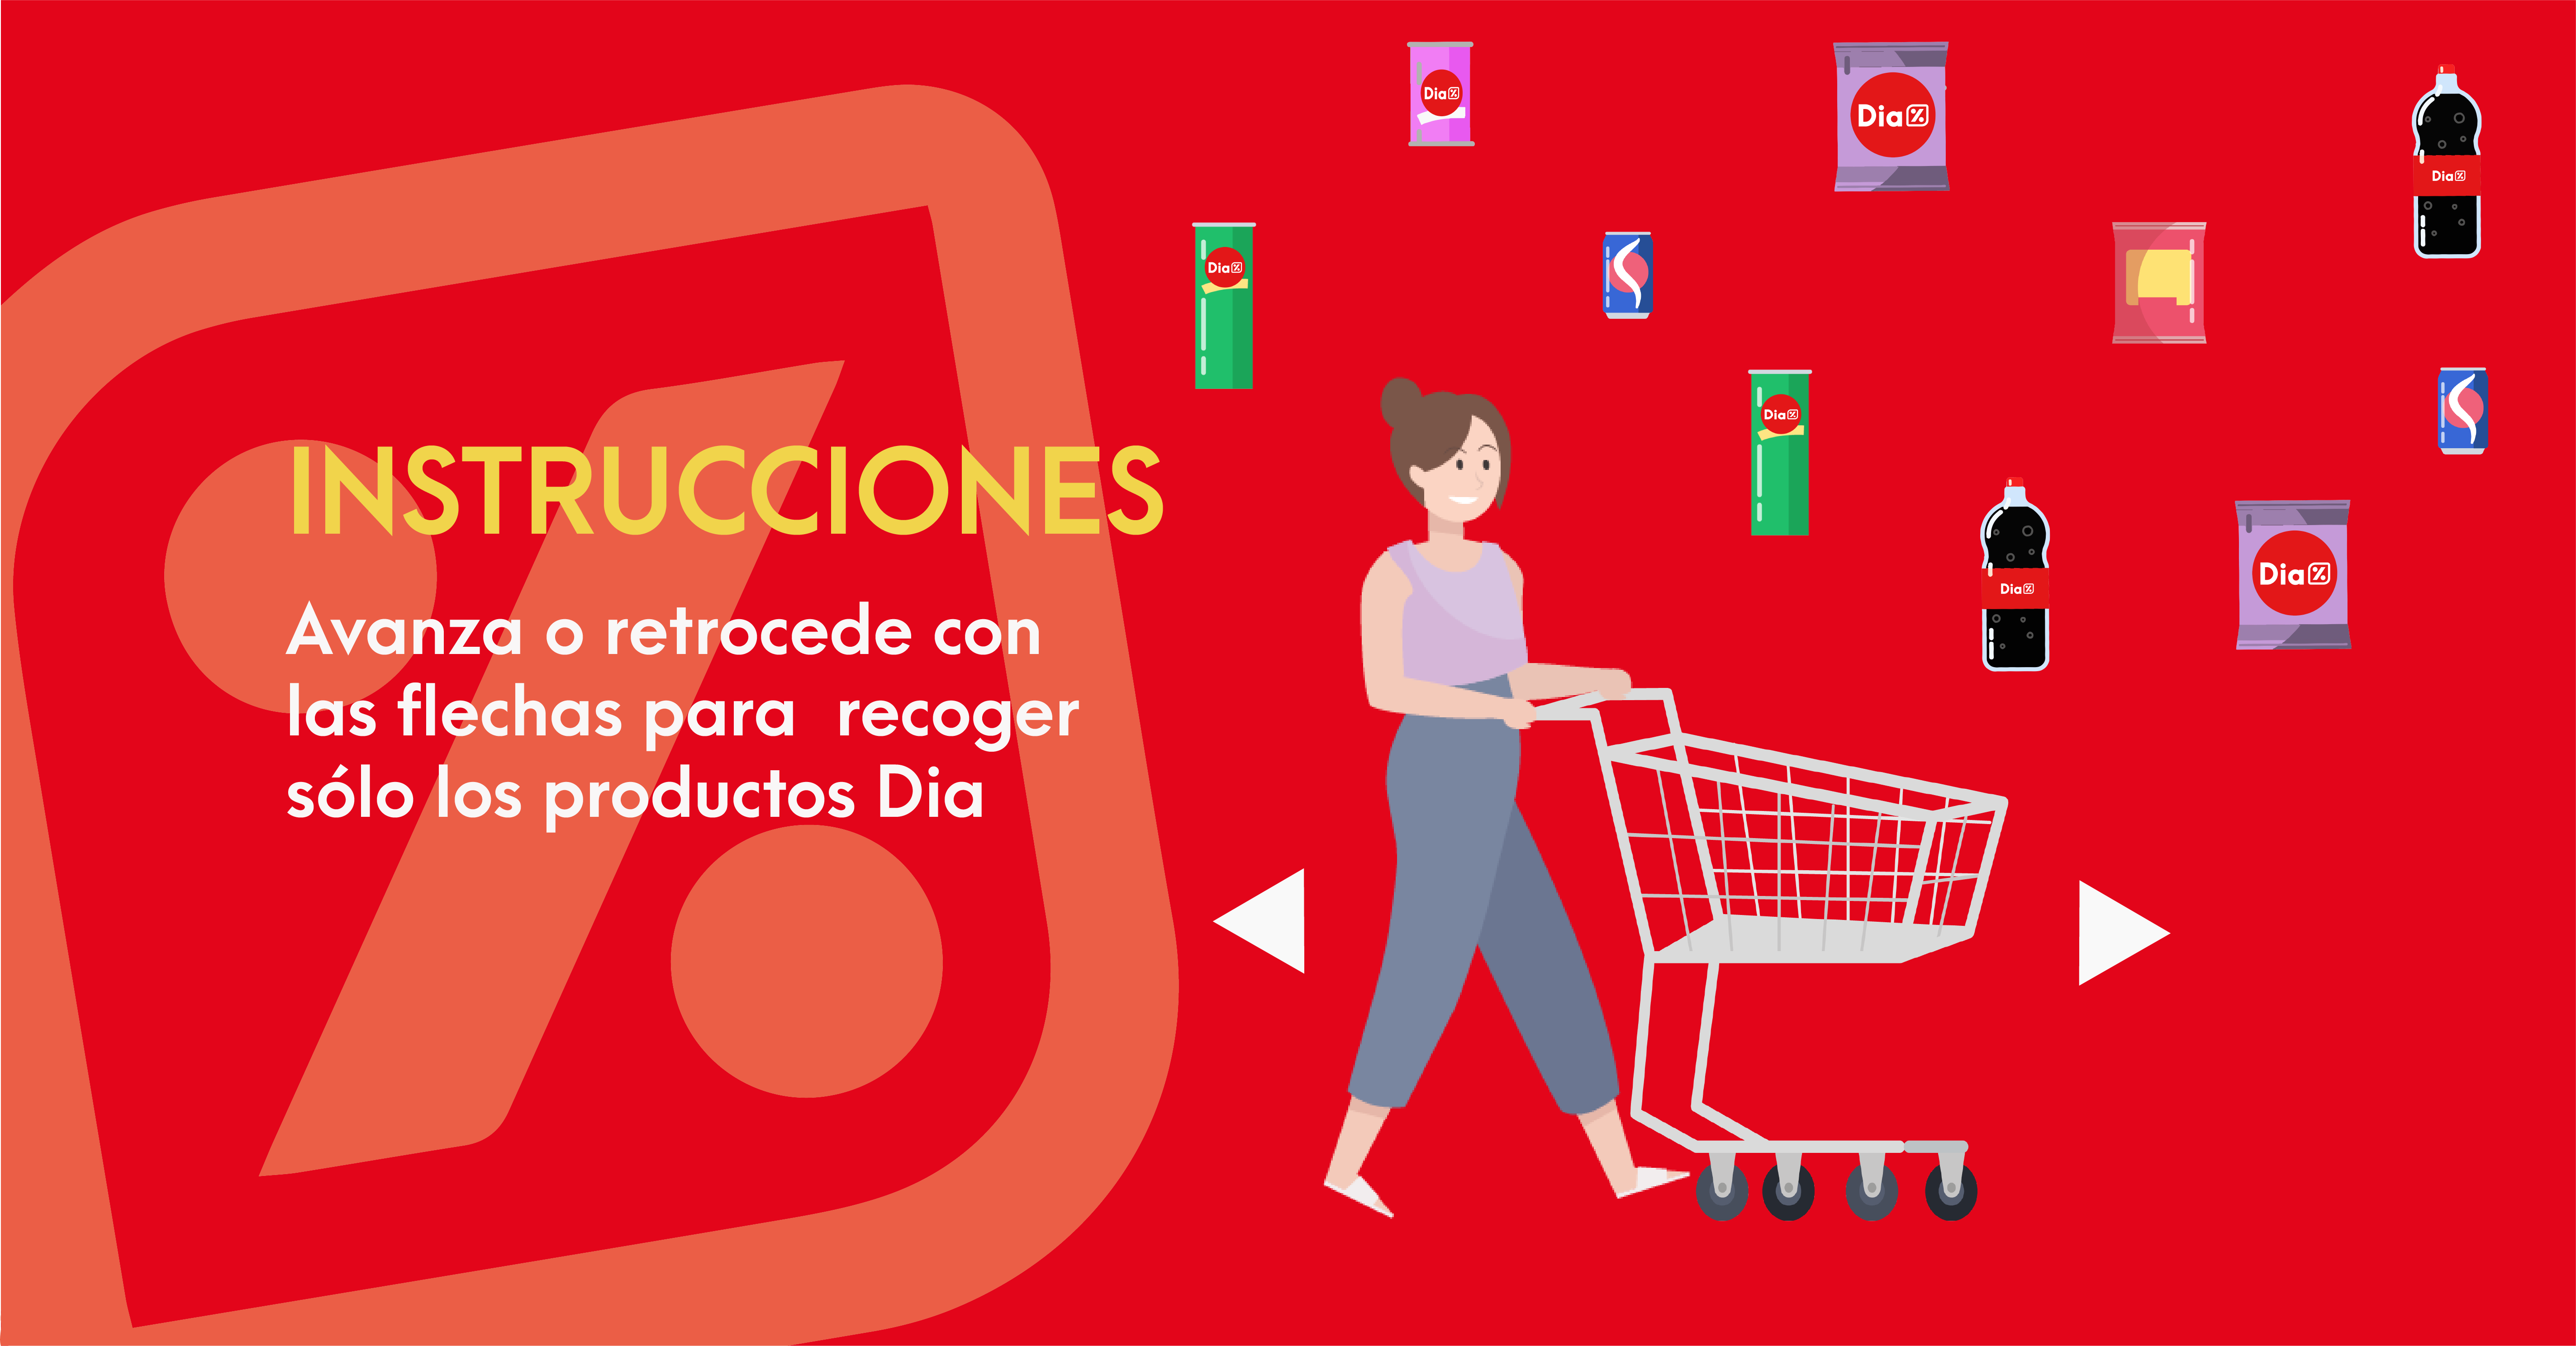 INSTRUCCIONES
Avanza o retrocede con
las flechas para  recoger
sólo los productos Dia
Dia
Dia
Dia
Dia
Dia
Dia
Dia